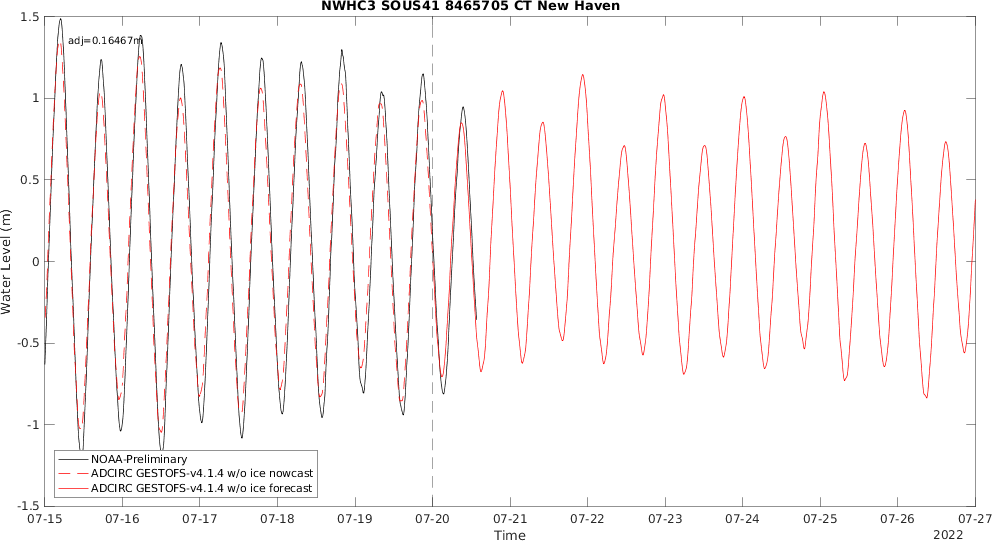 NWHC3 SOUS41 8465705 CT New Haven
1.5
adj=0.16467m
1
0.5
0
-0.5
-1
-1.5
Water Level (m)
NOAA-Preliminary
ADCIRC GESTOFS-v4.1.4 w/o ice nowcast
ADCIRC GESTOFS-v4.1.4 w/o ice forecast
07-15 07-16 07-17 07-18 07-19 07-20 07-21 07-22 07-23 07-24 07-25 07-26 07-27
Time
2022